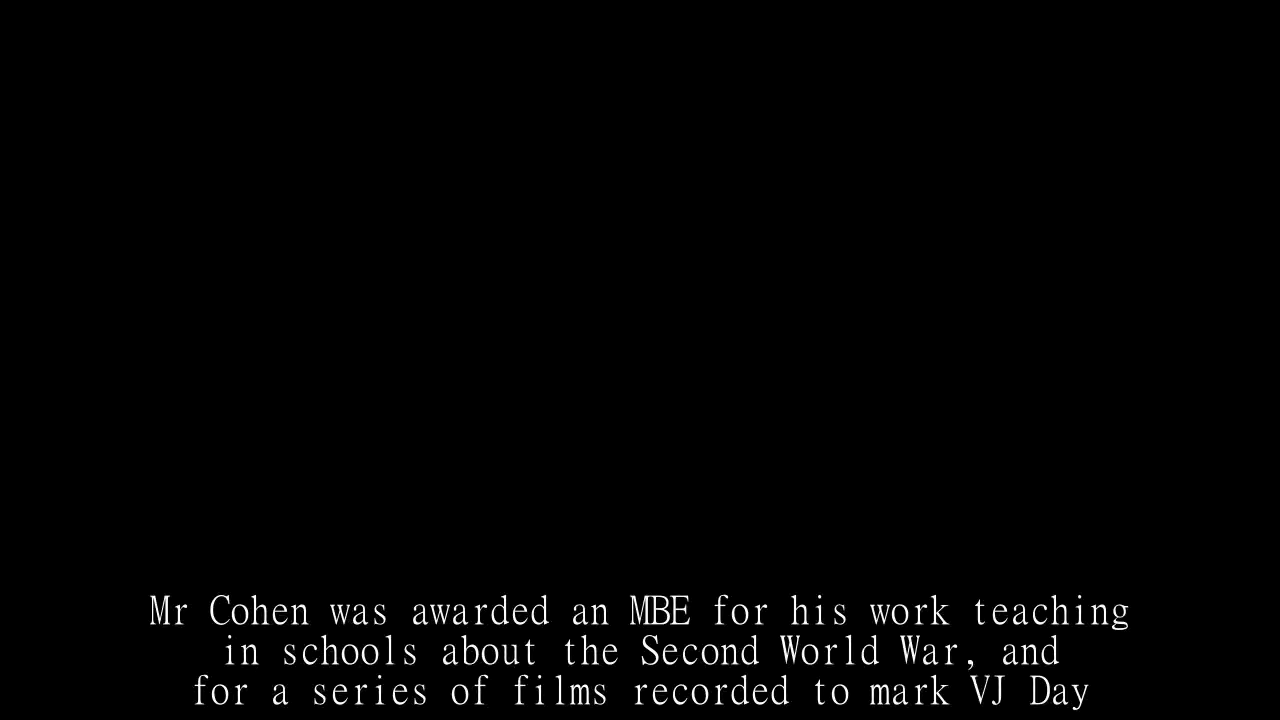 Mr Cohen was awarded an MBE for his work teaching
in schools about the Second World War, and
for a series of films recorded to mark VJ Day